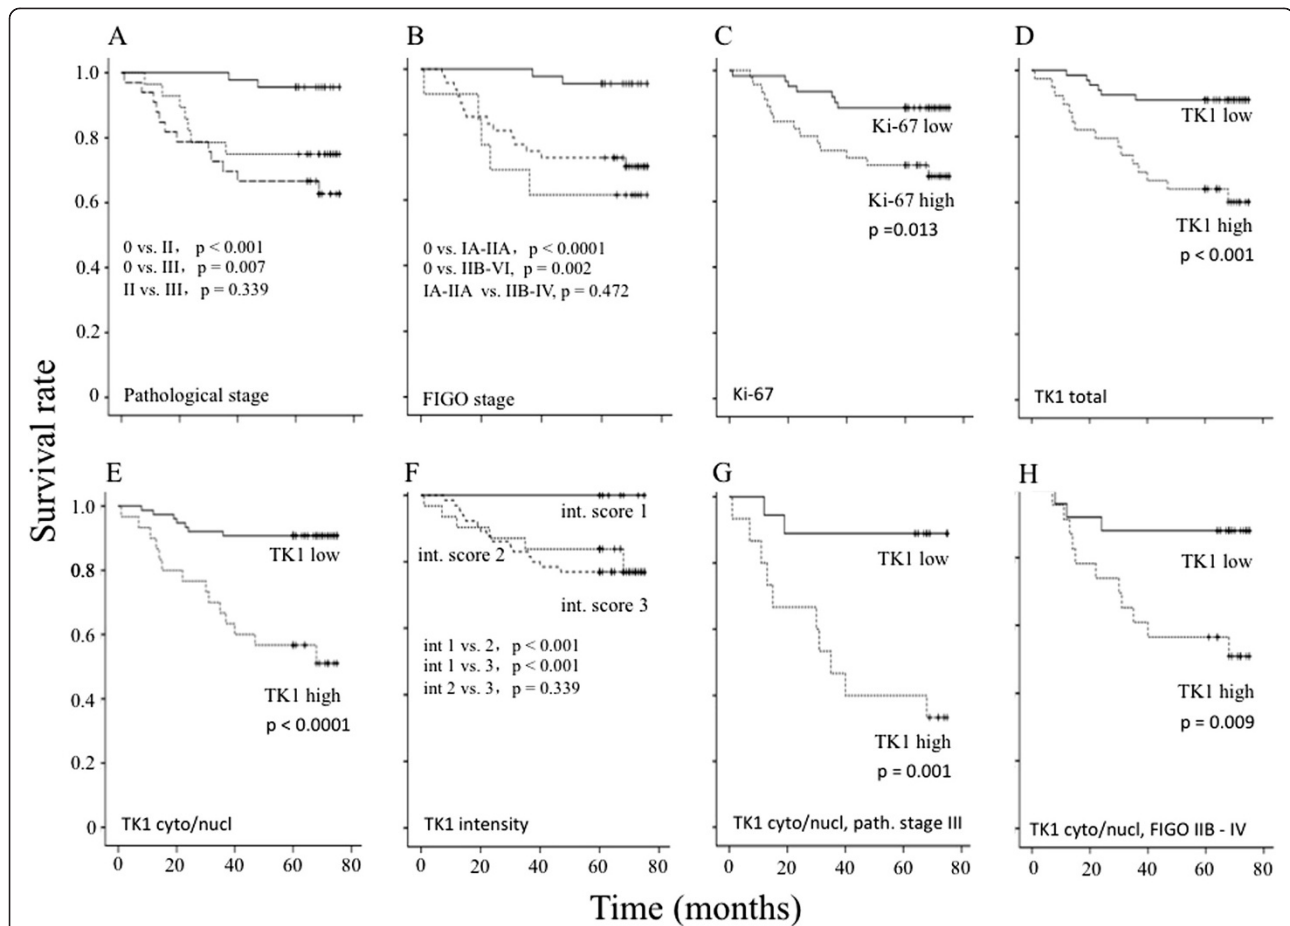 A
B
C
D
1.0
0.8
0.6
0.4
0.2
0
0 vs. II, p < 0.001
0 vs. III, p = 0.007
II vs. III, p = 0.339
Pathological stage
0 vs. IA-IIA, p < 0.0001
0 vs. IIB-VI, p = 0.002
IA-IIA vs. IIB-IV, p = 0.472
FIGO stage
Ki-67 low
Ki-67 high
p =0.013
Ki-67
TK1 low
TK1 high
p < 0.001
TK1 total
Survival rate
E
F
G
H
1.0
0.8
0.6
0.4
0.2
0
TK1 low
TK1 high
p < 0.0001
TK1 cyto/nucl
int. score 1
int. score 2
int. score 3
int 1 vs. 2, p < 0.001
int 1 vs. 3, p < 0.001
int 2 vs. 3, p = 0.339
TK1 intensity
TK1 low
TK1 high
p = 0.001
TK1 cyto/nucl, path. stage III
TK1 low
TK1 high
p = 0.009
TK1 cyto/nucl, FIGO IIB - IV
0 20 40 60 80
0 20 40 60 80
0 20 40 60 80
0 20 40 60 80
Time (months)